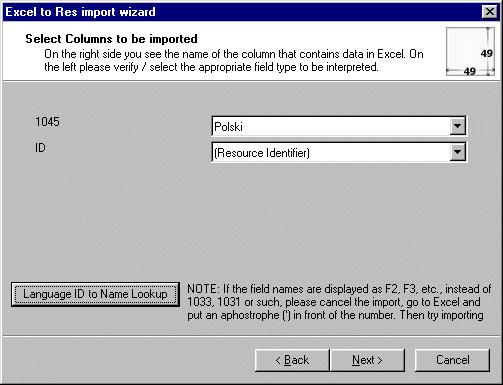 Excel to Res import wizard
Select Columns to be imported
On the right side you see the name of the column that contains data in Excel. On
the left please verify / select the appropriate field type to be interpreted.
49
49
1045
Polski
ID
(Resource Identifier)
Language ID to Name Lookup
NOTE: If the field names are displayed as F2, F3, etc., instead of
1033, 1031 or such, please cancel the import, go to Excel and
put an aphostrophe (') in front of the number. Then try importing
< Back
Next >
Cancel